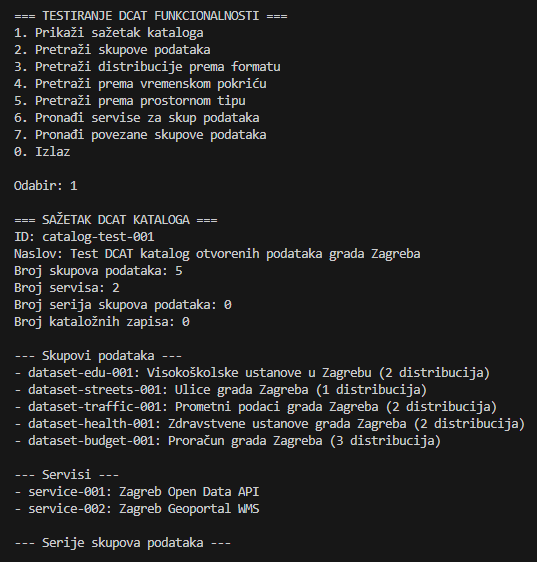 === TESTIRANJE DCAT FUNKCIONALNOSTI ===
1. Prikaži sažetak kataloga
2. Pretraži skupove podataka
3. Pretraži distribucije prema formatu
4. Pretraži prema vremenskom pokriću
5. Pretraži prema prostornom tipu
6. Pronađi servise za skup podataka
7. Pronađi povezane skupove podataka
0. Izlaz
Odabir: 1
=== SAŽETAK DCAT KATALOGA ===
ID: catalog-test-001
Naslov: Test DCAT katalog otvorenih podataka grada Zagreba
Broj skupova podataka: 5
Broj servisa: 2
Broj serija skupova podataka: 0
Broj kataložnih zapisa: 0
--- Skupovi podataka ---
- dataset-edu-001: Visokoškolske ustanove u Zagrebu (2 distribucija)
- dataset-streets-001: Ulice grada Zagreba (1 distribucija)
- dataset-traffic-001: Prometni podaci grada Zagreba (2 distribucija)
- dataset-health-001: Zdravstvene ustanove grada Zagreba (2 distribucija)
- dataset-budget-001: Proračun grada Zagreba (3 distribucija)
--- Servisi ---
- service-001: Zagreb Open Data API
- service-002: Zagreb Geoportal WMS
--- Serije skupova podataka ---